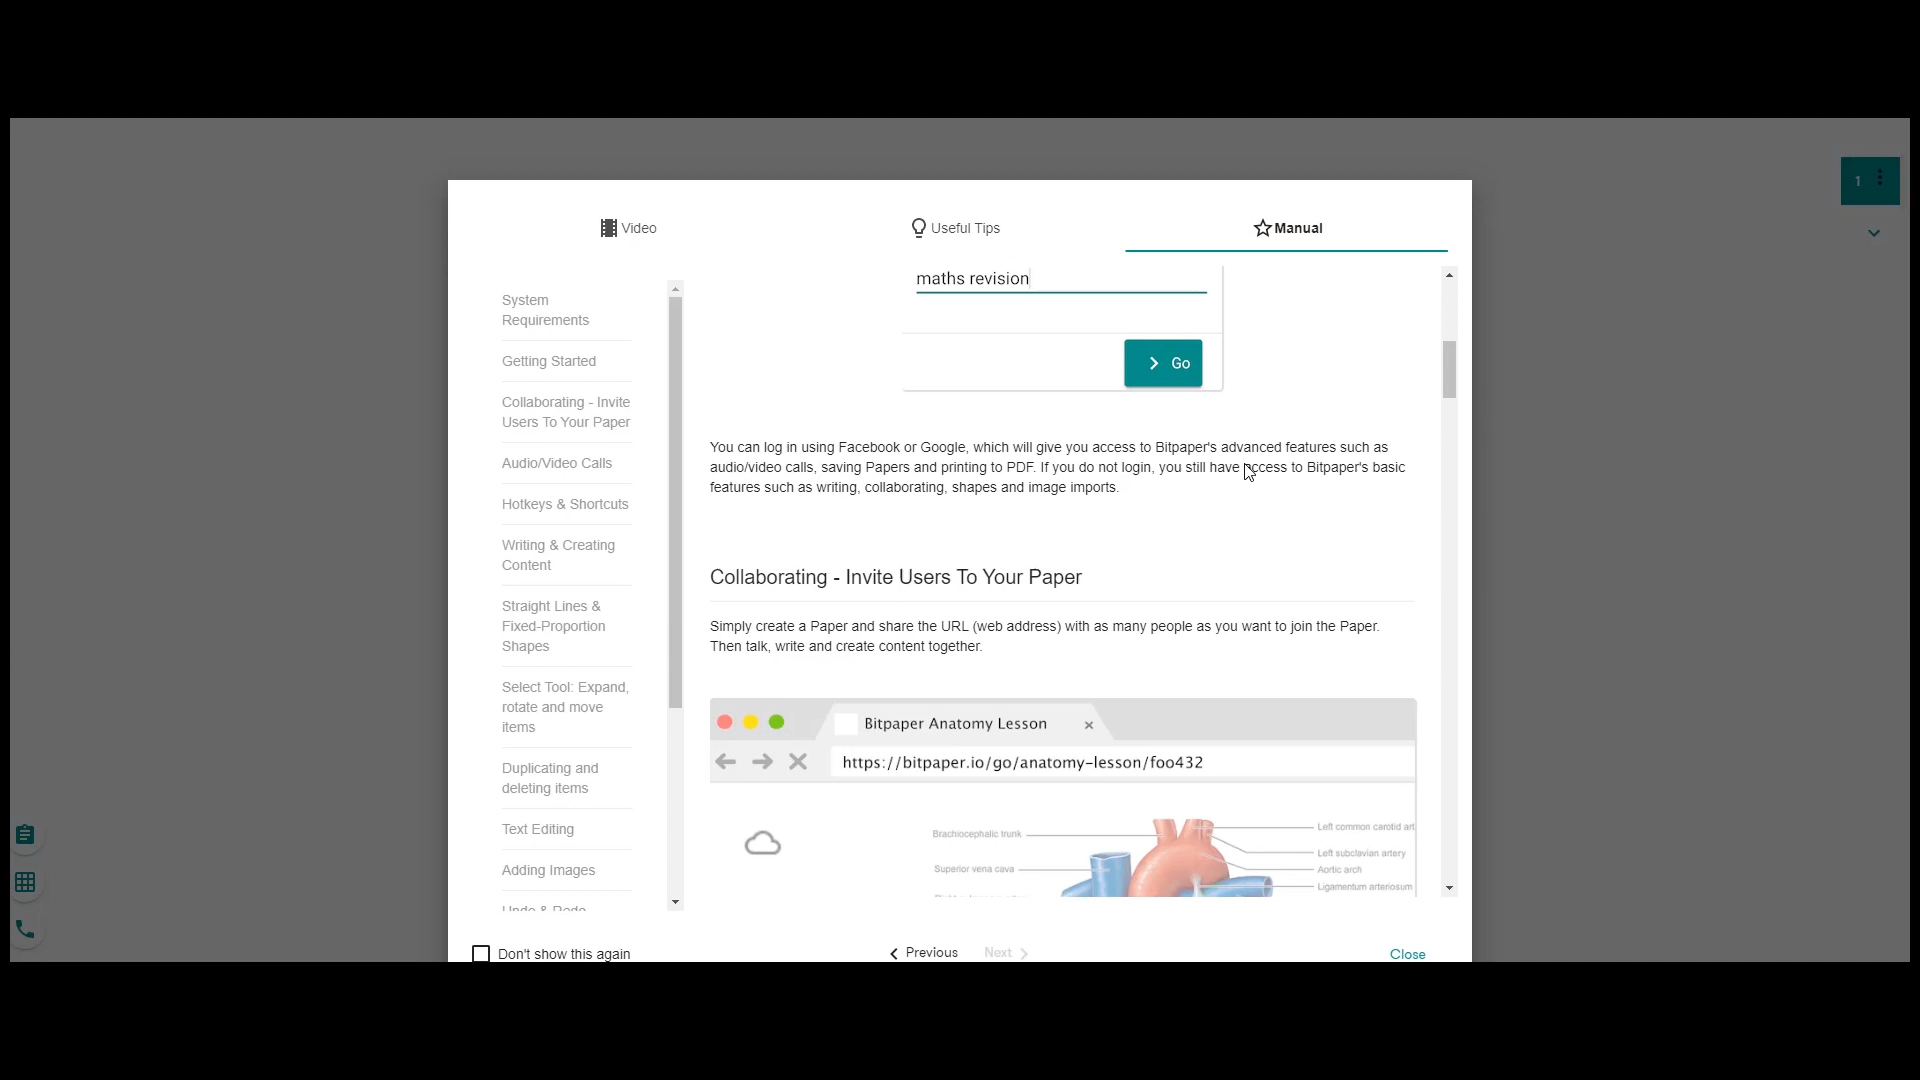 1
Video
Useful Tips
Manual
maths revision
Go
System
Requirements
Getting Started
Collaborating - Invite
Users To Your Paper
Audio/Video Calls
Hotkeys & Shortcuts
Writing & Creating
Content
Straight Lines &
Fixed-Proportion
Shapes
Select Tool: Expand,
rotate and move
items
Duplicating and
deleting items
Text Editing
Adding Images
Undo & Redo
You can log in using Facebook or Google, which will give you access to Bitpaper's advanced features such as
audio/video calls, saving Papers and printing to PDF. If you do not login, you still have access to Bitpaper's basic
features such as writing, collaborating, shapes and image imports.
Collaborating - Invite Users To Your Paper
Simply create a Paper and share the URL (web address) with as many people as you want to join the Paper.
Then talk, write and create content together.
Bitpaper Anatomy Lesson
https://bitpaper.io/go/anatomy-lesson/foo432
Brachiocephalic trunk
Superior vena cava
Left common carotid art
Left subclavian artery
Aortic arch
Ligamentum arteriosum
Don't show this again
Previous
Next
Close